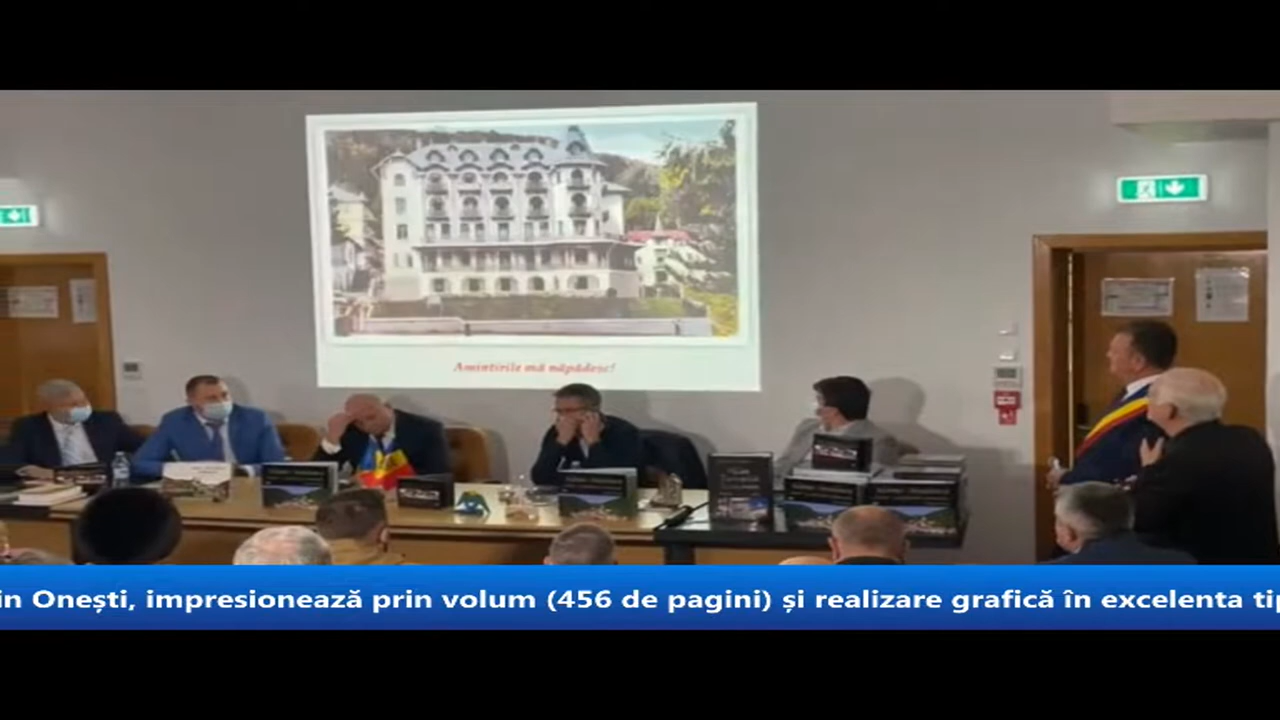 Amintirile mă năpădesc!
in Onești, impresionează prin volum (456 de pagini) și realizare grafică în excelenta tip